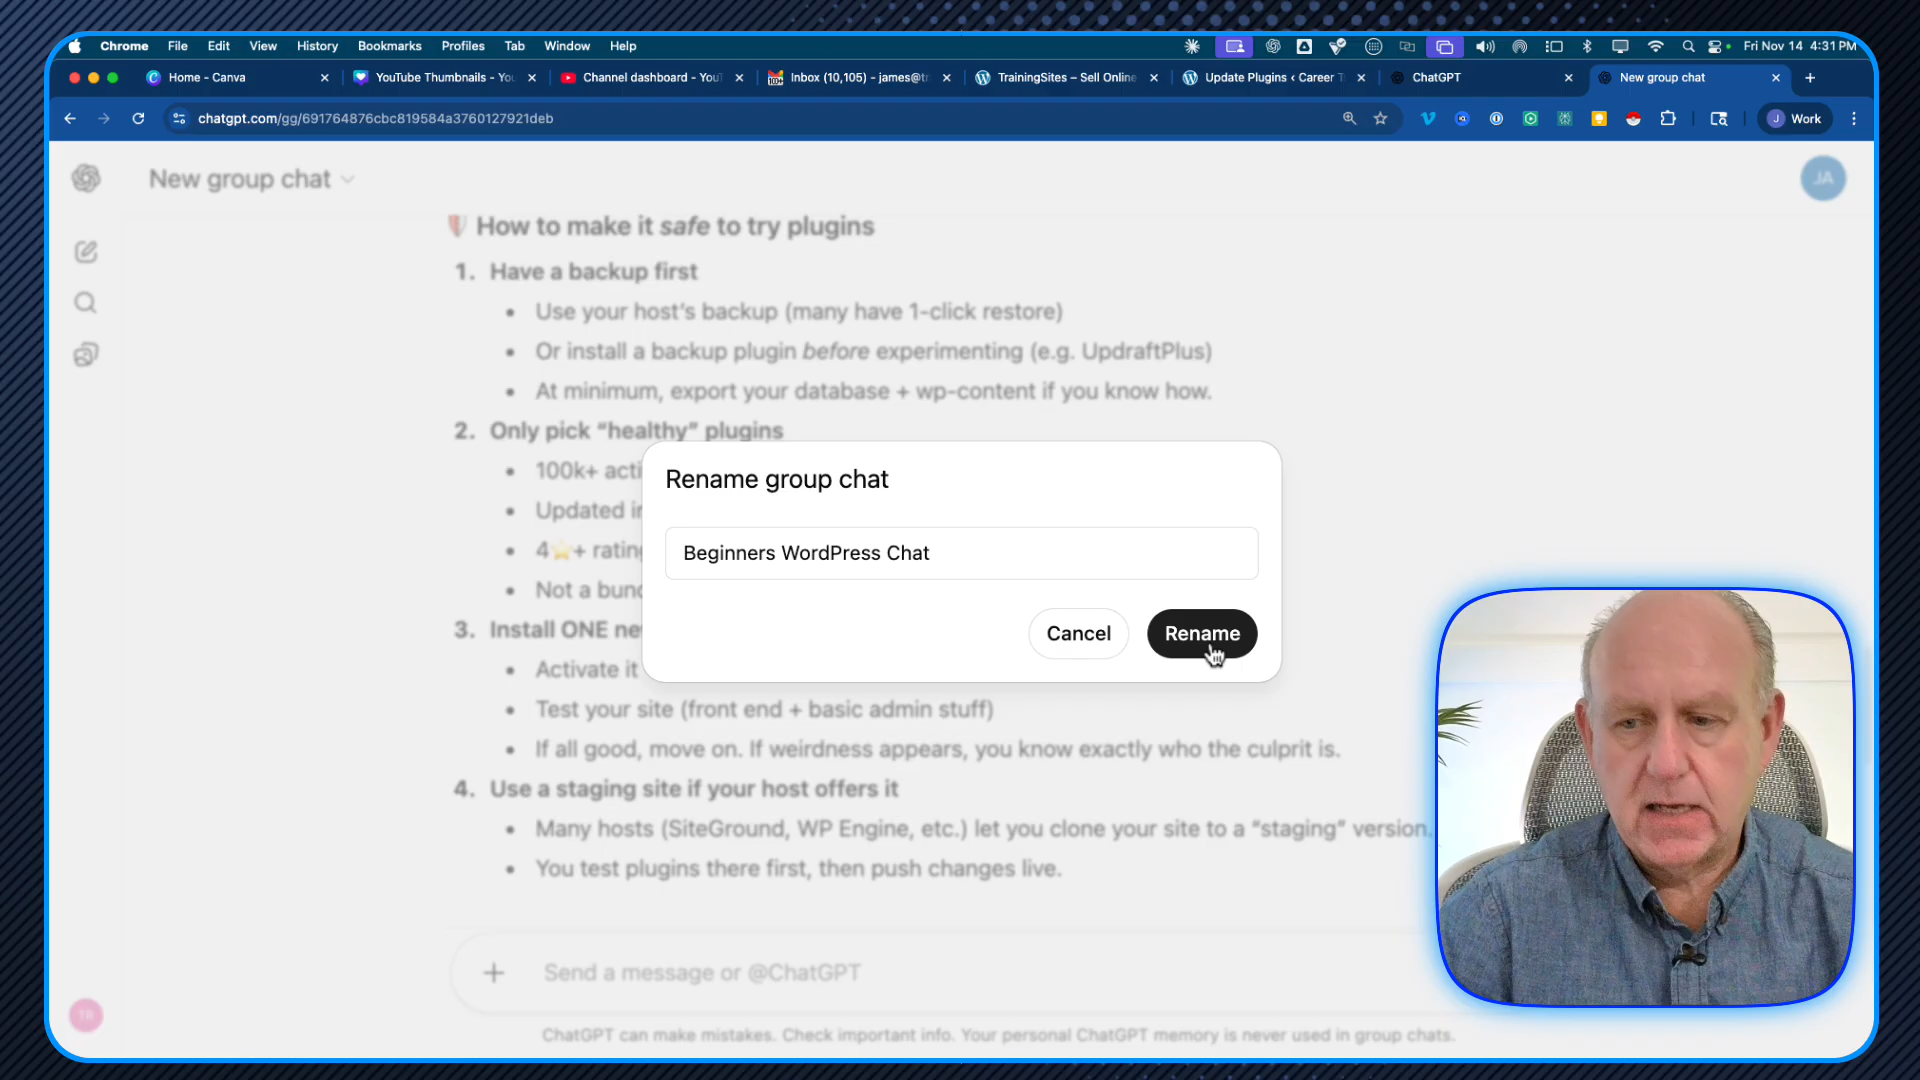 Chrome File Edit View History Bookmarks Profiles Tab Window Help Fri Nov 14 4:31 PM
Home - Canva YouTube Thumbnails - You Channel dashboard - You Inbox (10,105) - james@t TrainingSites – Sell Online Update Plugins ‹ Career T ChatGPT New group chat
chatgpt.com/gg/691764876cbc819584a3760127921deb J Work
New group chat JA
How to make it safe to try plugins
1. Have a backup first
• Use your host's backup (many have 1-click restore)
• Or install a backup plugin before experimenting (e.g. UpdraftPlus)
• At minimum, export your database + wp-content if you know how.
2. Only pick “healthy” plugins
• 100k+ acti
• Updated in
• 4⭐+ rating
• Not a bund
3. Install ONE ne
• Activate it
• Test your site (front end + basic admin stuff)
• If all good, move on. If weirdness appears, you know exactly who the culprit is.
4. Use a staging site if your host offers it
• Many hosts (SiteGround, WP Engine, etc.) let you clone your site to a “staging” version.
• You test plugins there first, then push changes live.
Rename group chat
Beginners WordPress Chat
Cancel Rename
Send a message or @ChatGPT
TR
ChatGPT can make mistakes. Check important info. Your personal ChatGPT memory is never used in group chats.